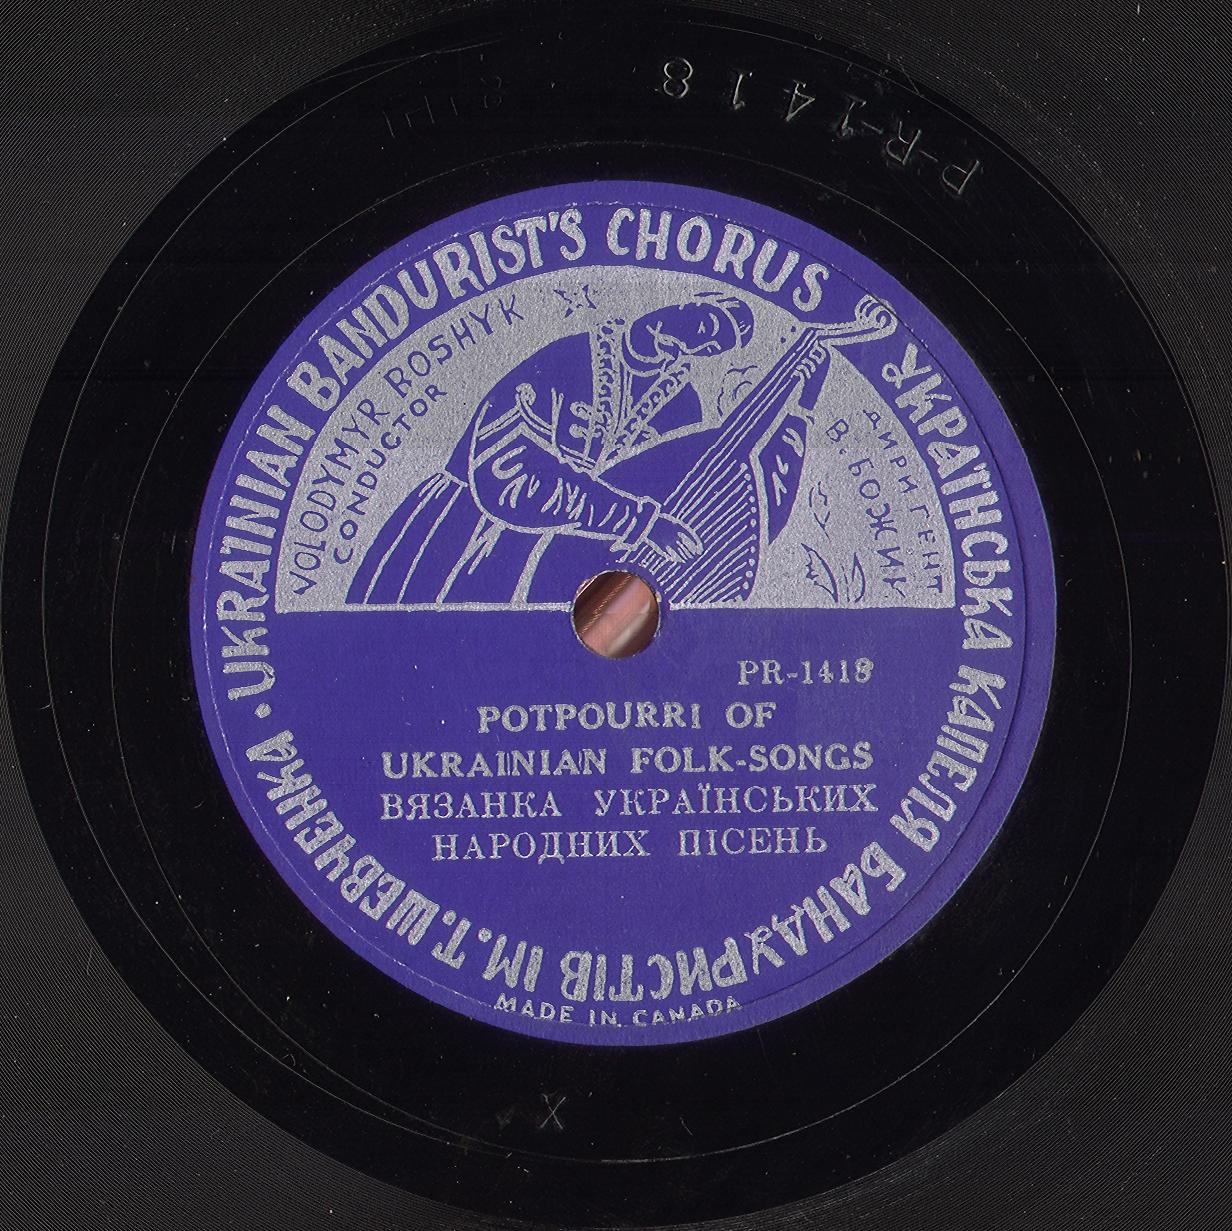 PR-1418
UKRAINIAN BANDURIST'S CHORUS
УКРАЇНСЬКА КАПЕЛЯ БАНДУРИСТІВ ІМ. Т. ШЕВЧЕНКА •
VOLODYMYR BOSHYK
CONDUCTOR
ДИРИҐЕНТ
В. БОЖИК
PR-1418
POTPOURRI OF
UKRAINIAN FOLK-SONGS
ВЯЗАНКА УКРАЇНСЬКИХ
НАРОДНИХ ПІСЕНЬ
MADE IN CANADA
X